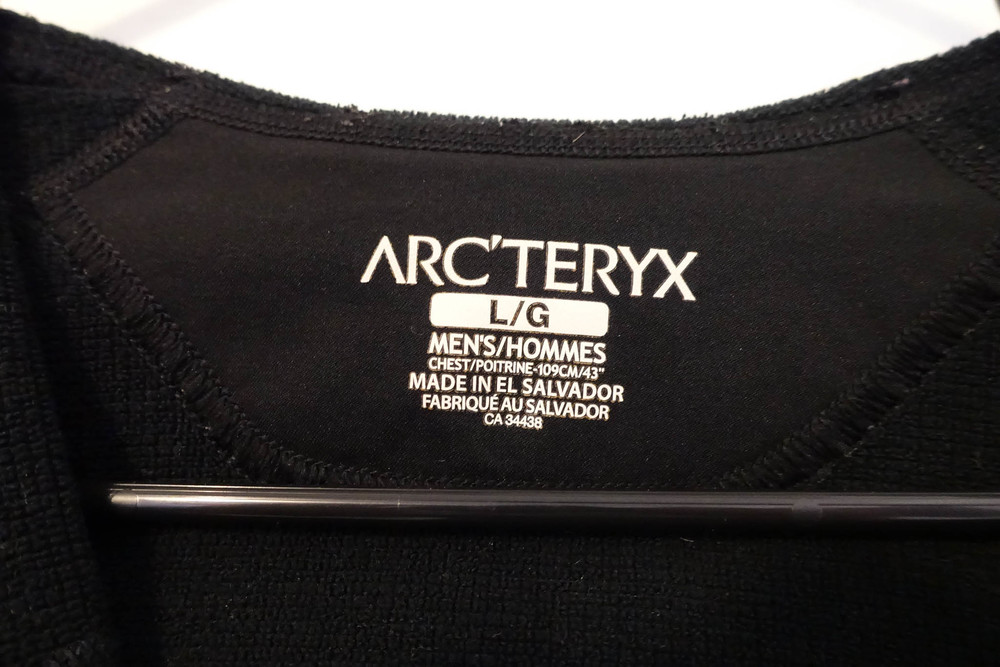 ARC'TERYX
L/G
MEN'S/HOMMES
CHEST/POITRINE-109CM/43"
MADE IN EL SALVADOR
FABRIQUÉ AU SALVADOR
CA 34438